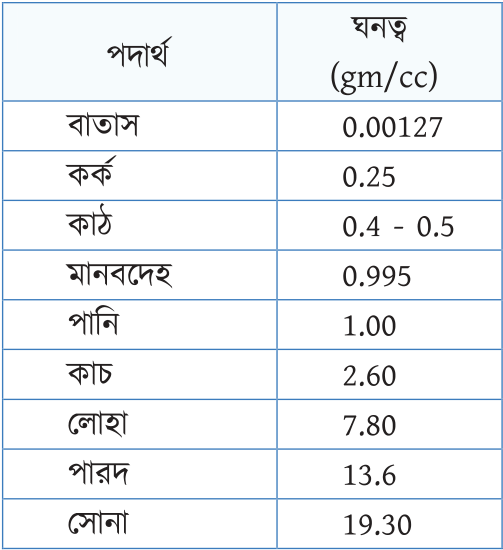 পদার্থ ঘনত্ব
(gm/cc)
বাতাস 0.00127
কর্ক 0.25
কাঠ 0.4 - 0.5
মানবদেহ 0.995
পানি 1.00
কাচ 2.60
লোহা 7.80
পারদ 13.6
সোনা 19.30